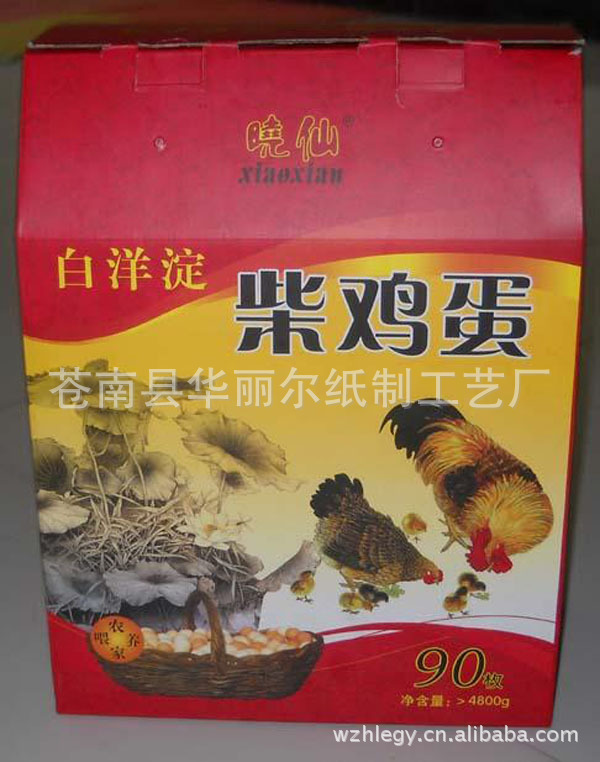 曉仙®
xiaoxian
白洋淀
柴鸡蛋
苍南县华丽尔纸制工艺厂
农家喂养
90枚
净含量：>4800g
wzhlegy.cn.alibaba.com